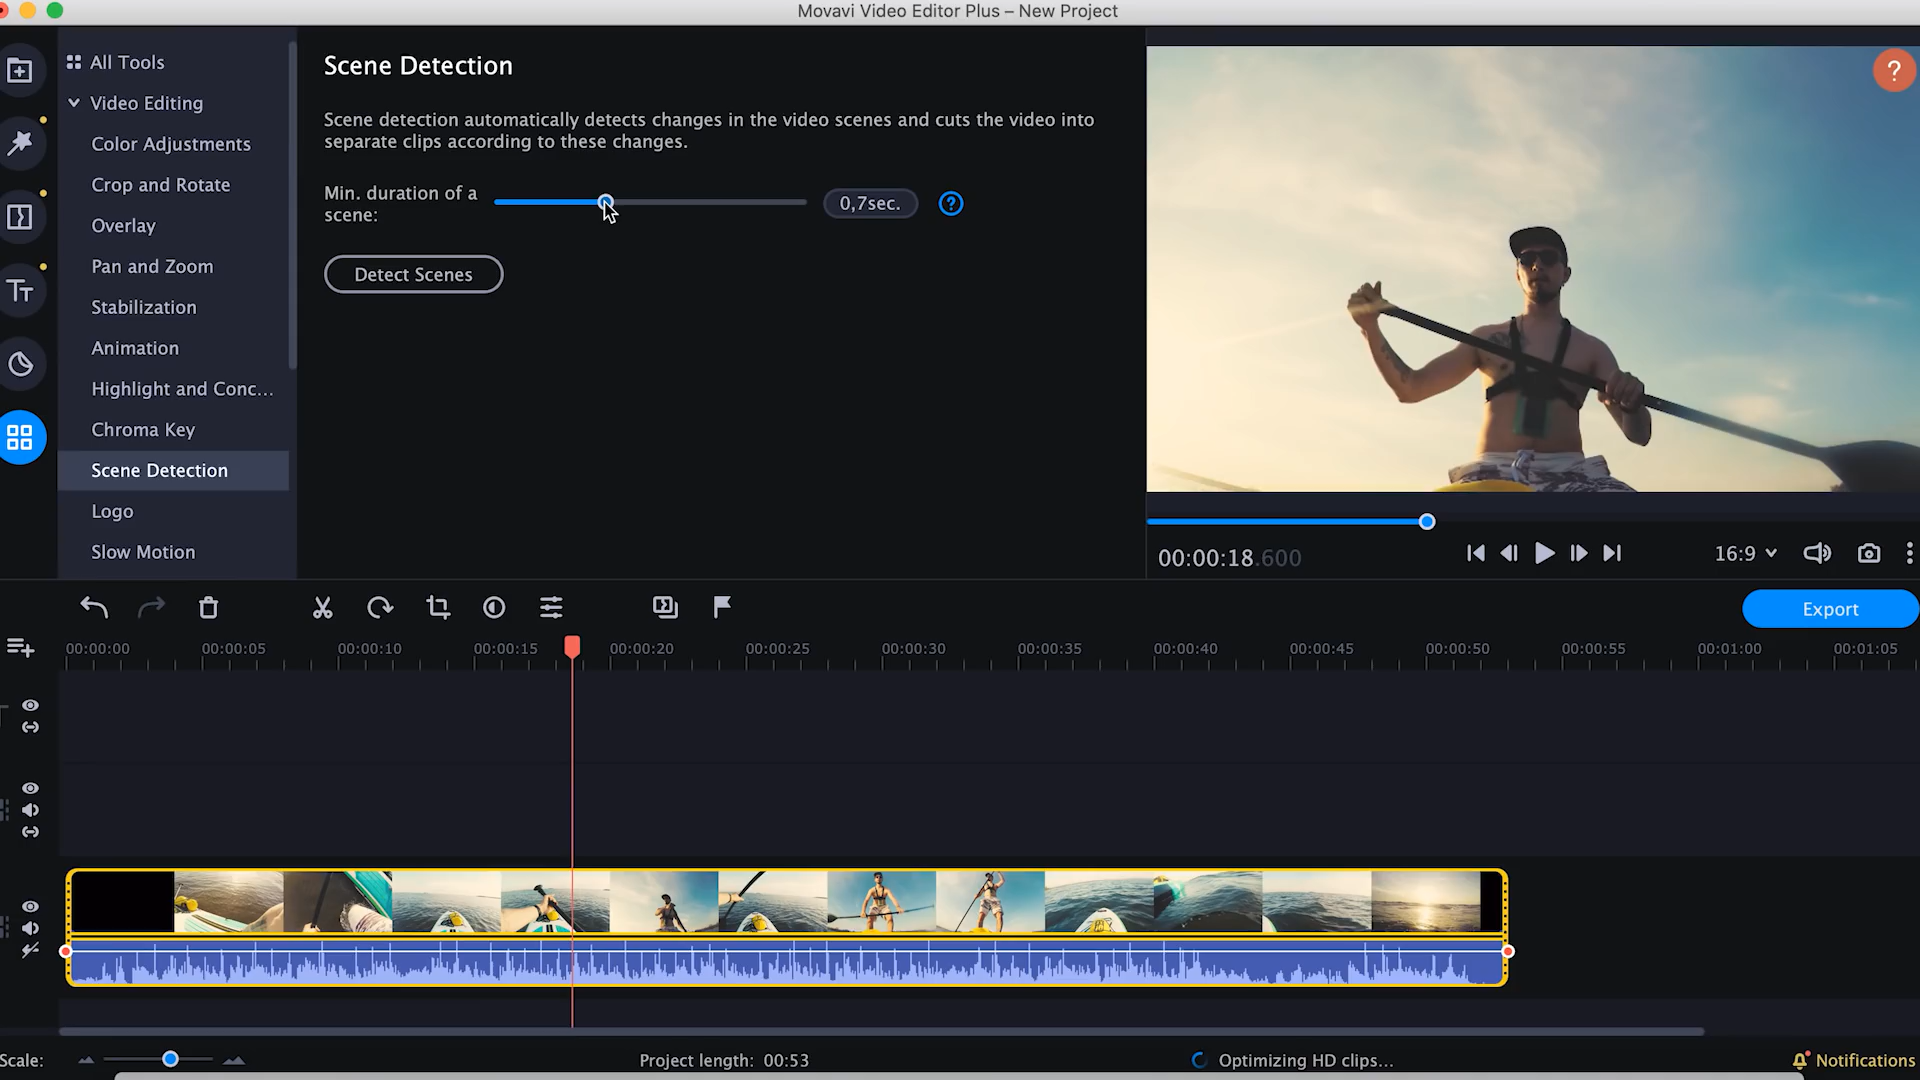 Movavi Video Editor Plus – New Project
All Tools
Video Editing
Color Adjustments
Crop and Rotate
Overlay
Pan and Zoom
Stabilization
Animation
Highlight and Conc...
Chroma Key
Scene Detection
Logo
Slow Motion
Scene Detection
Scene detection automatically detects changes in the video scenes and cuts the video into
separate clips according to these changes.
Min. duration of a
scene:
0,7sec.
?
Detect Scenes
?
00:00:18.600
16:9
Export
00:00:00 00:00:05 00:00:10 00:00:15 00:00:20 00:00:25 00:00:30 00:00:35 00:00:40 00:00:45 00:00:50 00:00:55 00:01:00 00:01:05
Scale:
Project length: 00:53
Optimizing HD clips...
Notifications